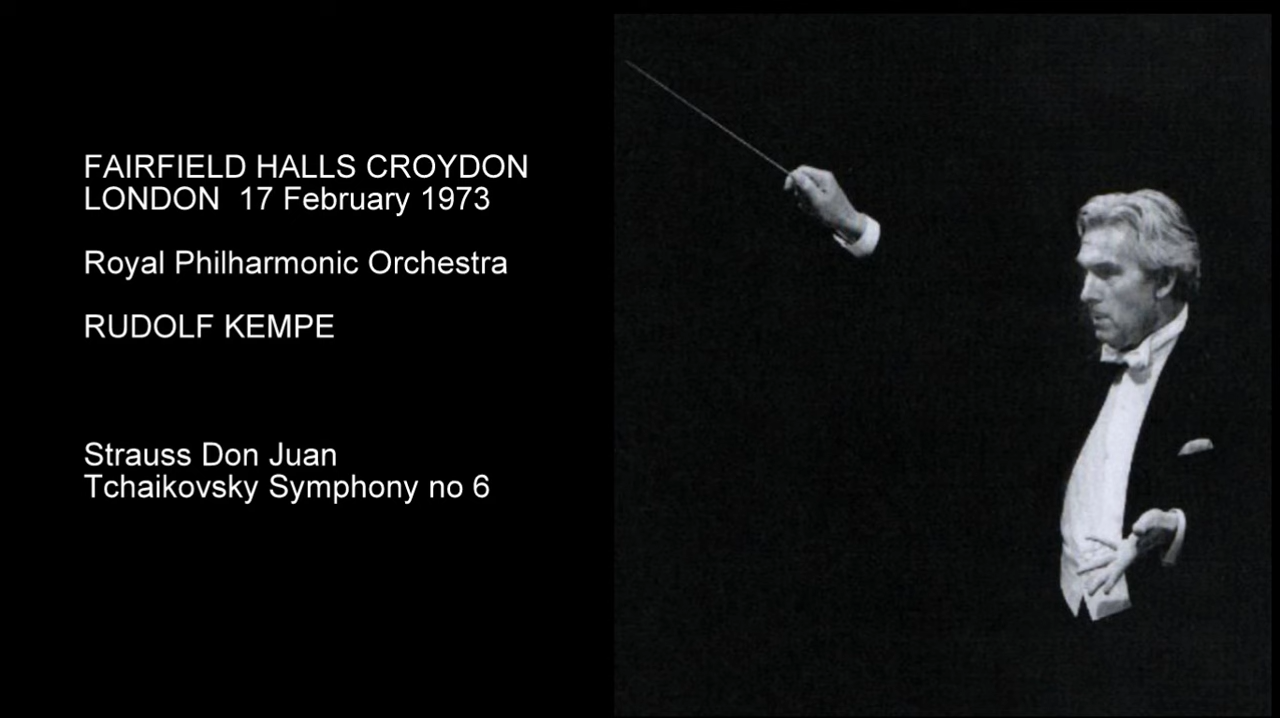 FAIRFIELD HALLS CROYDON
LONDON  17 February 1973
Royal Philharmonic Orchestra
RUDOLF KEMPE
Strauss Don Juan
Tchaikovsky Symphony no 6